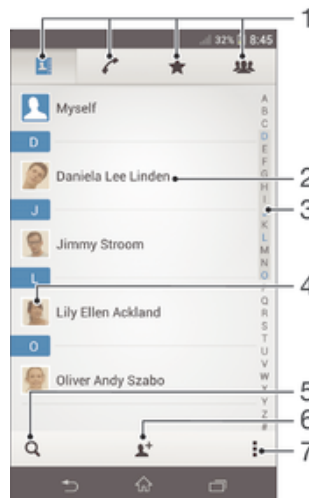 1
32% 8:45
Myself
D
Daniela Lee Linden
2
J
Jimmy Stroom
3
L
4
Lily Ellen Ackland
O
Oliver Andy Szabo
5
6
7
A
B
C
D
E
F
G
H
I
K
L
M
N
O
P
Q
R
S
T
U
V
W
X
Y
Z
#